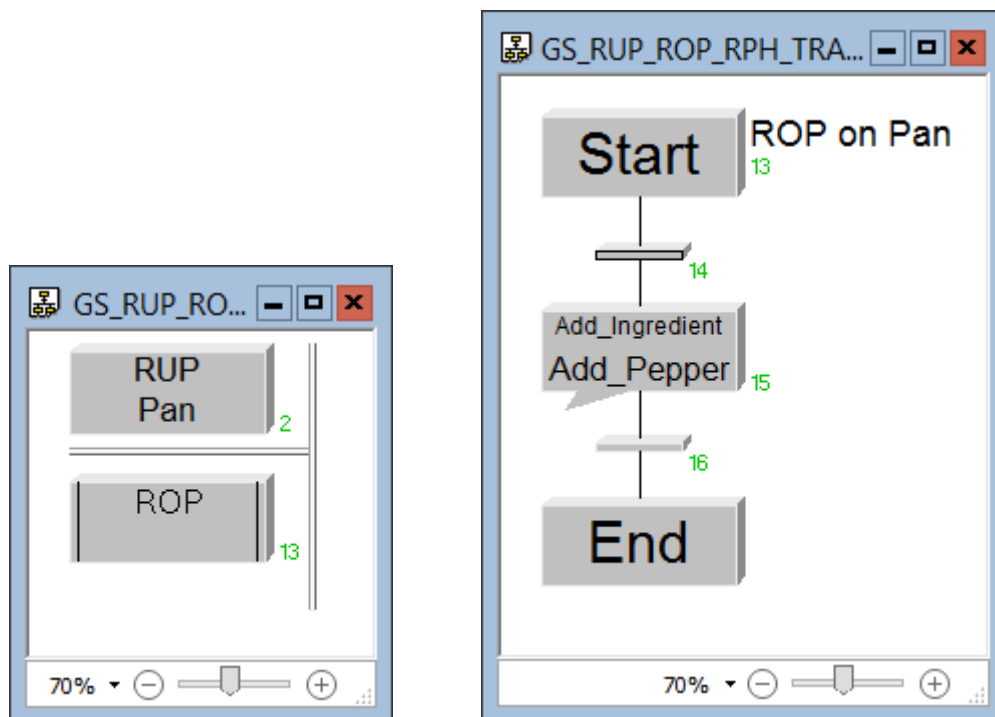 GS_RUP_RO...
RUP
Pan
2
ROP
13
70%
GS_RUP_ROP_RPH_TRA...
Start
ROP on Pan
13
14
Add_Ingredient
Add_Pepper
15
16
End
70%